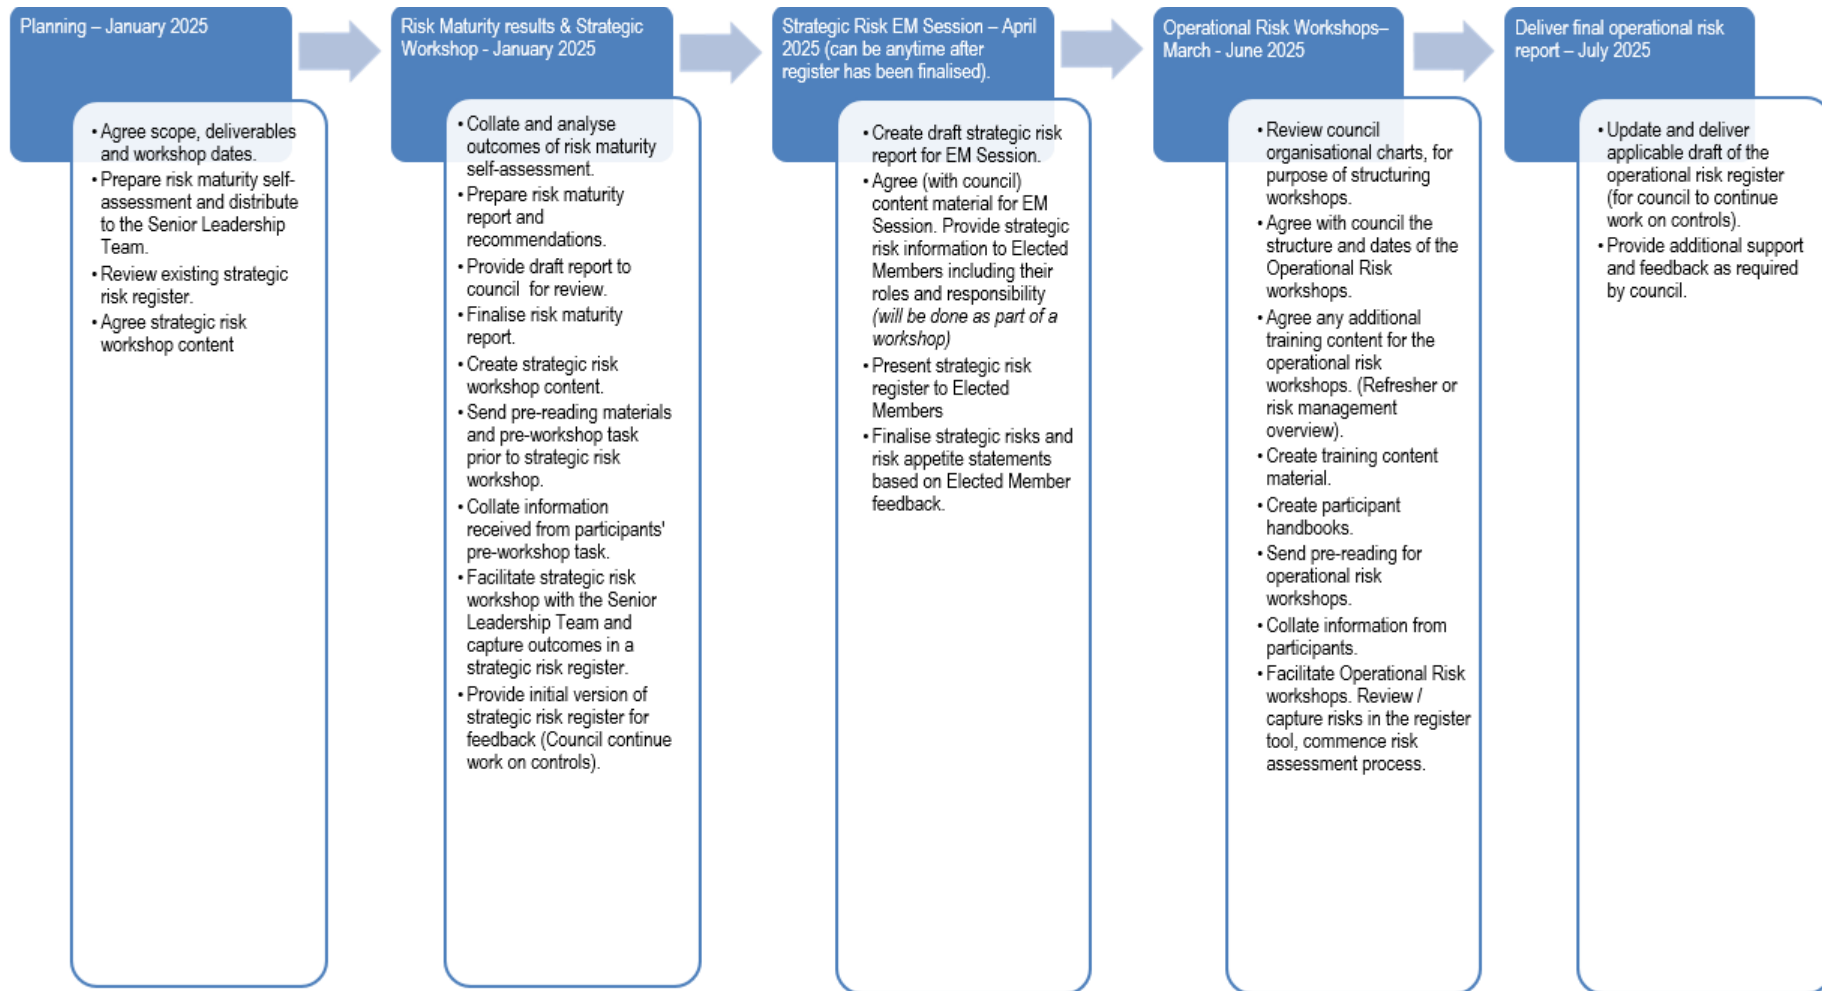 Planning – January 2025
• Agree scope, deliverables
and workshop dates.
• Prepare risk maturity self-
assessment and distribute
to the Senior Leadership
Team.
• Review existing strategic
risk register.
• Agree strategic risk
workshop content
Risk Maturity results & Strategic
Workshop - January 2025
• Collate and analyse
outcomes of risk maturity
self-assessment.
• Prepare risk maturity
report and
recommendations.
• Provide draft report to
council  for review.
• Finalise risk maturity
report.
• Create strategic risk
workshop content.
• Send pre-reading materials
and pre-workshop task
prior to strategic risk
workshop.
• Collate information
received from participants'
pre-workshop task.
• Facilitate strategic risk
workshop with the Senior
Leadership Team and
capture outcomes in a
strategic risk register.
• Provide initial version of
strategic risk register for
feedback (Council continue
work on controls).
Strategic Risk EM Session – April
2025 (can be anytime after
register has been finalised).
• Create draft strategic risk
report for EM Session.
• Agree (with council)
content material for EM
Session. Provide strategic
risk information to Elected
Members including their
roles and responsibility
(will be done as part of a
workshop)
• Present strategic risk
register to Elected
Members
• Finalise strategic risks and
risk appetite statements
based on Elected Member
feedback.
Operational Risk Workshops–
March - June 2025
• Review council
organisational charts, for
purpose of structuring
workshops.
• Agree with council the
structure and dates of the
Operational Risk
workshops.
• Agree any additional
training content for the
operational risk
workshops. (Refresher or
risk management
overview).
• Create training content
material.
• Create participant
handbooks.
• Send pre-reading for
operational risk
workshops.
• Collate information from
participants.
• Facilitate Operational Risk
workshops. Review /
capture risks in the register
tool, commence risk
assessment process.
Deliver final operational risk
report – July 2025
• Update and deliver
applicable draft of the
operational risk register
(for council to continue
work on controls).
• Provide additional support
and feedback as required
by council.